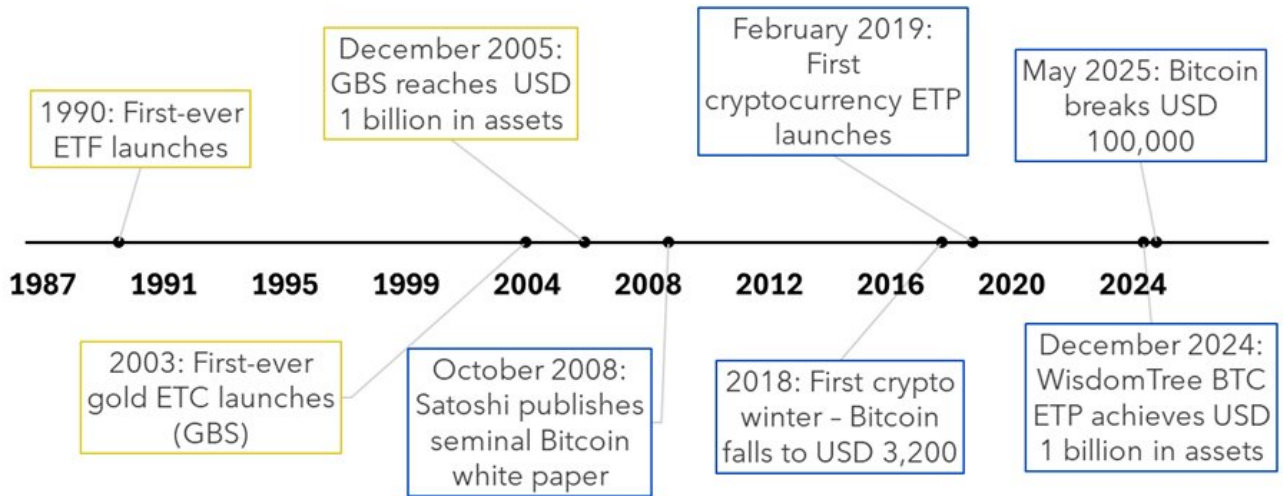 1990: First-ever
ETF launches
December 2005:
GBS reaches USD
1 billion in assets
February 2019:
First
cryptocurrency ETP
launches
May 2025: Bitcoin
breaks USD
100,000
1987 1991 1995 1999 2004 2008 2012 2016 2020 2024
2003: First-ever
gold ETC launches
(GBS)
October 2008:
Satoshi publishes
seminal Bitcoin
white paper
2018: First crypto
winter – Bitcoin
falls to USD 3,200
December 2024:
WisdomTree BTC
ETP achieves USD
1 billion in assets